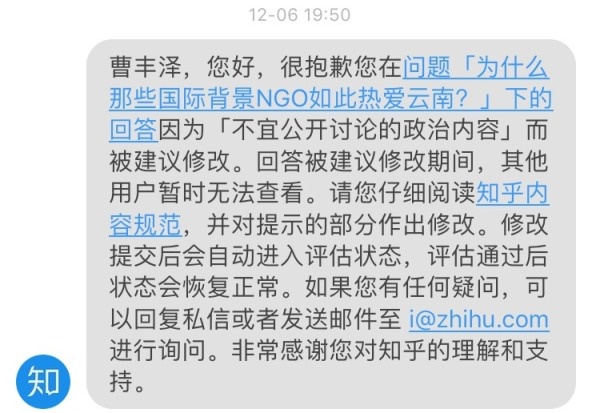 12-06 19:50
曹丰泽，您好，很抱歉您在问题「为什么
那些国际背景NGO如此热爱云南？」下的
回答因为「不宜公开讨论的政治内容」而
被建议修改。回答被建议修改期间，其他
用户暂时无法查看。请您仔细阅读知乎内
容规范，并对提示的部分作出修改。修改
提交后会自动进入评估状态，评估通过后
状态会恢复正常。如果您有任何疑问，可
以回复私信或者发送邮件至 i@zhihu.com
进行询问。非常感谢您对知乎的理解和支
持。
知